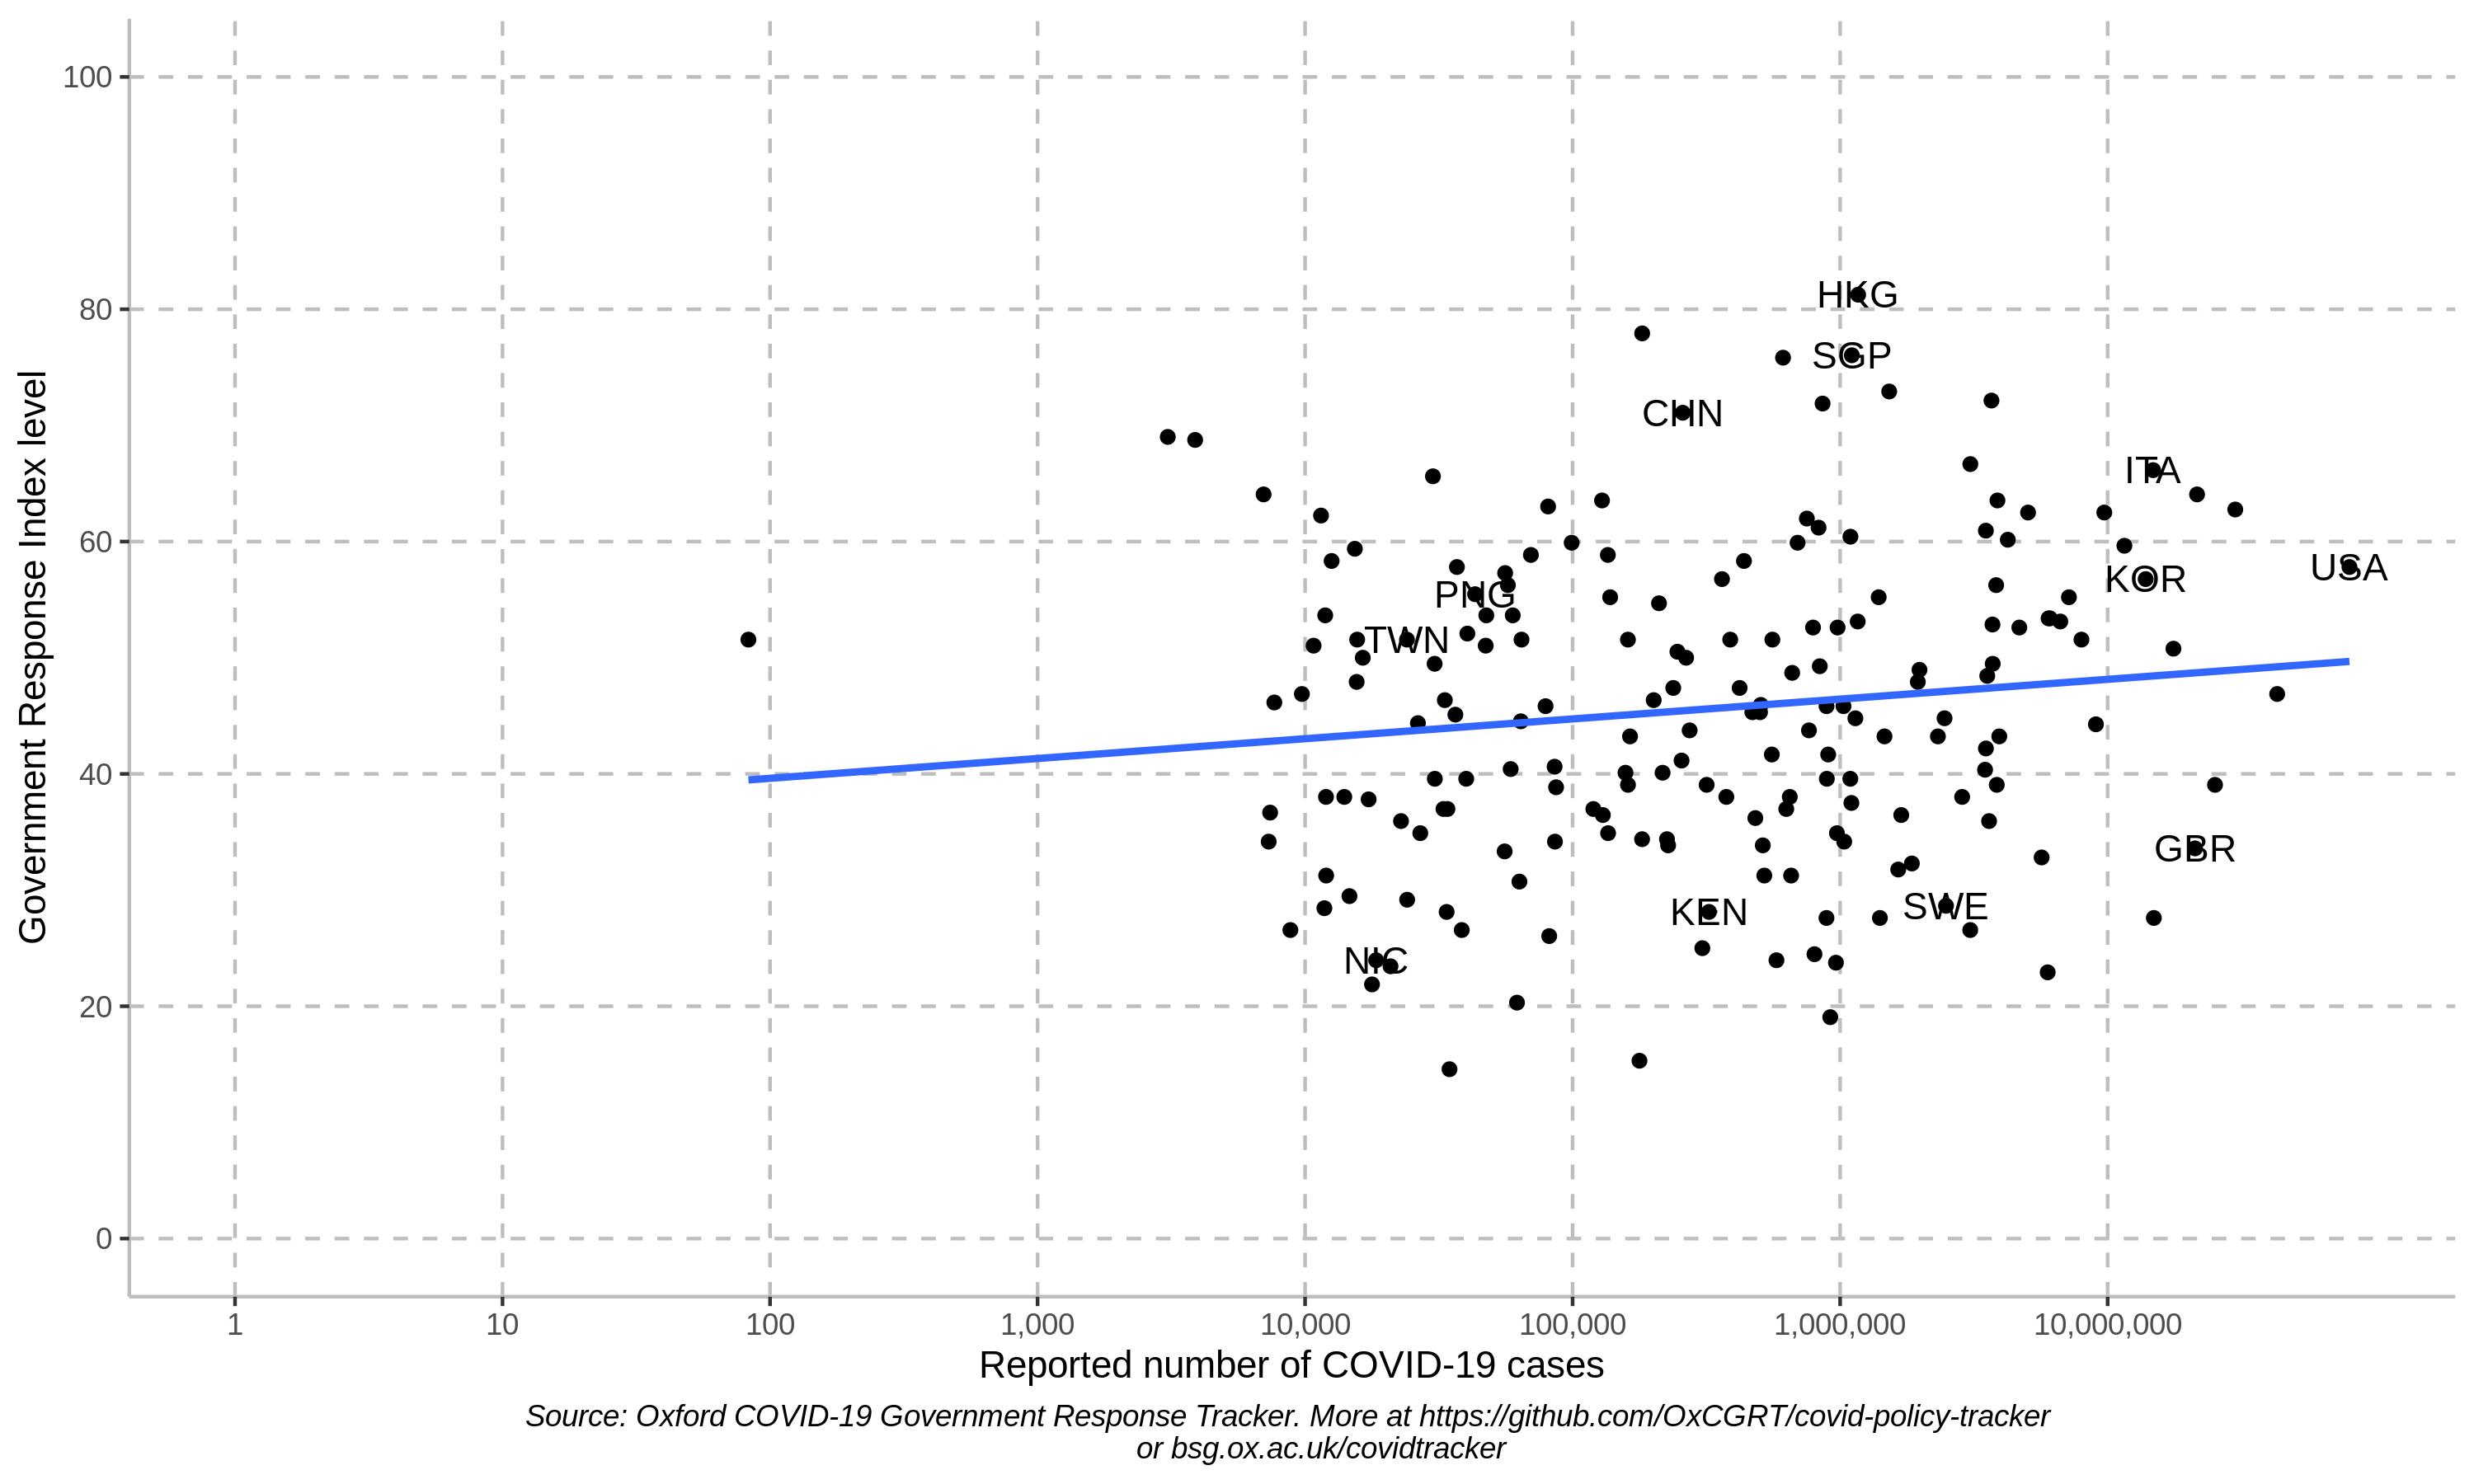 100
80
60
40
20
0
Government Response Index level
HKG
SGP
CHN
ITA
USA
KOR
PNG
TWN
GBR
KEN
SWE
NIC
1 10 100 1,000 10,000 100,000 1,000,000 10,000,000
Reported number of COVID-19 cases
Source: Oxford COVID-19 Government Response Tracker. More at https://github.com/OxCGRT/covid-policy-tracker
or bsg.ox.ac.uk/covidtracker